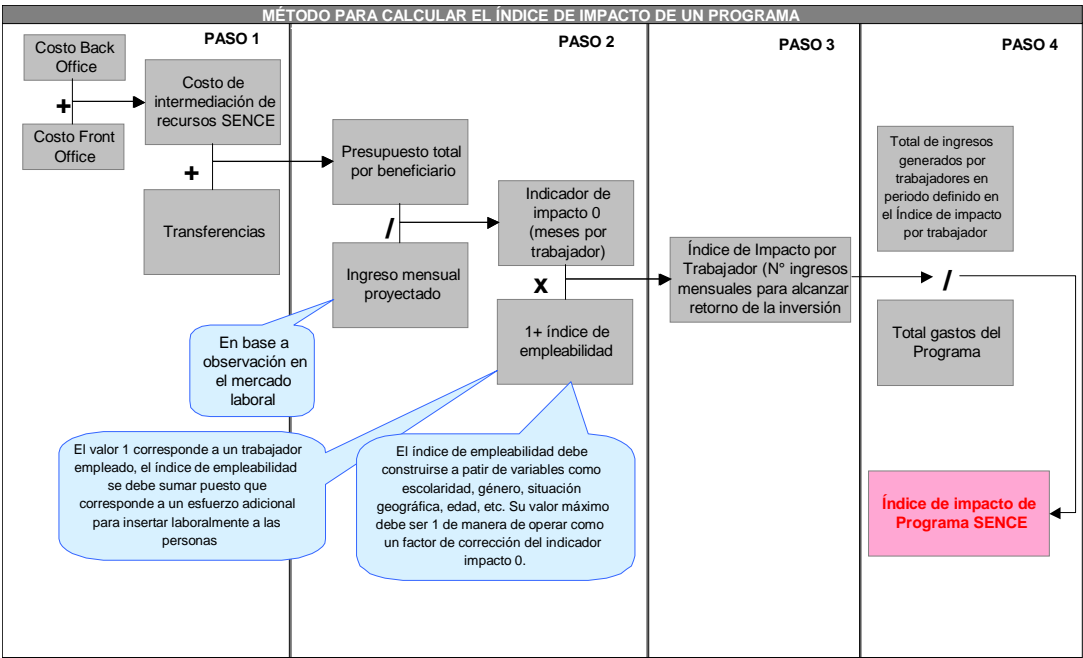 MÉTODO PARA CALCULAR EL ÍNDICE DE IMPACTO DE UN PROGRAMA
PASO 1
Costo Back
Office
+
Costo Front
Office
Costo de
intermediación de
recursos SENCE
+
Transferencias
PASO 2
Presupuesto total
por beneficiario
/
Ingreso mensual
proyectado
Indicador de
impacto 0
(meses por
trabajador)
x
1+ índice de
empleabilidad
En base a
observación en
el mercado
laboral
El valor 1 corresponde a un trabajador
empleado, el índice de empleabilidad
se debe sumar puesto que
corresponde a un esfuerzo adicional
para insertar laboralmente a las
personas
El índice de empleabilidad debe
construirse a patir de variables como
escolaridad, género, situación
geográfica, edad, etc. Su valor máximo
debe ser 1 de manera de operar como
un factor de corrección del indicador
impacto 0.
PASO 3
Índice de Impacto por
Trabajador (N° ingresos
mensuales para alcanzar
retorno de la inversión
PASO 4
Total de ingresos
generados por
trabajadores en
periodo definido en
el Índice de impacto
por trabajador
/
Total gastos del
Programa
Índice de impacto de
Programa SENCE